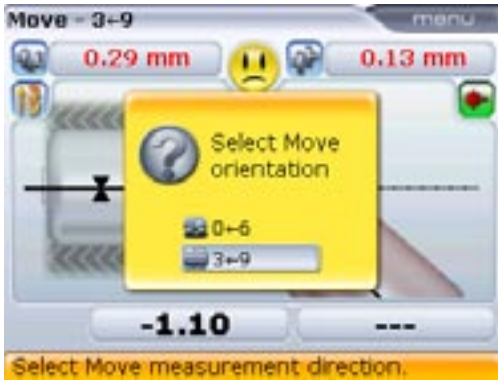 Move - 3←9
menu
0.29 mm
0.13 mm
Select Move
orientation
0←6
3←9
-1.10
---
Select Move measurement direction.